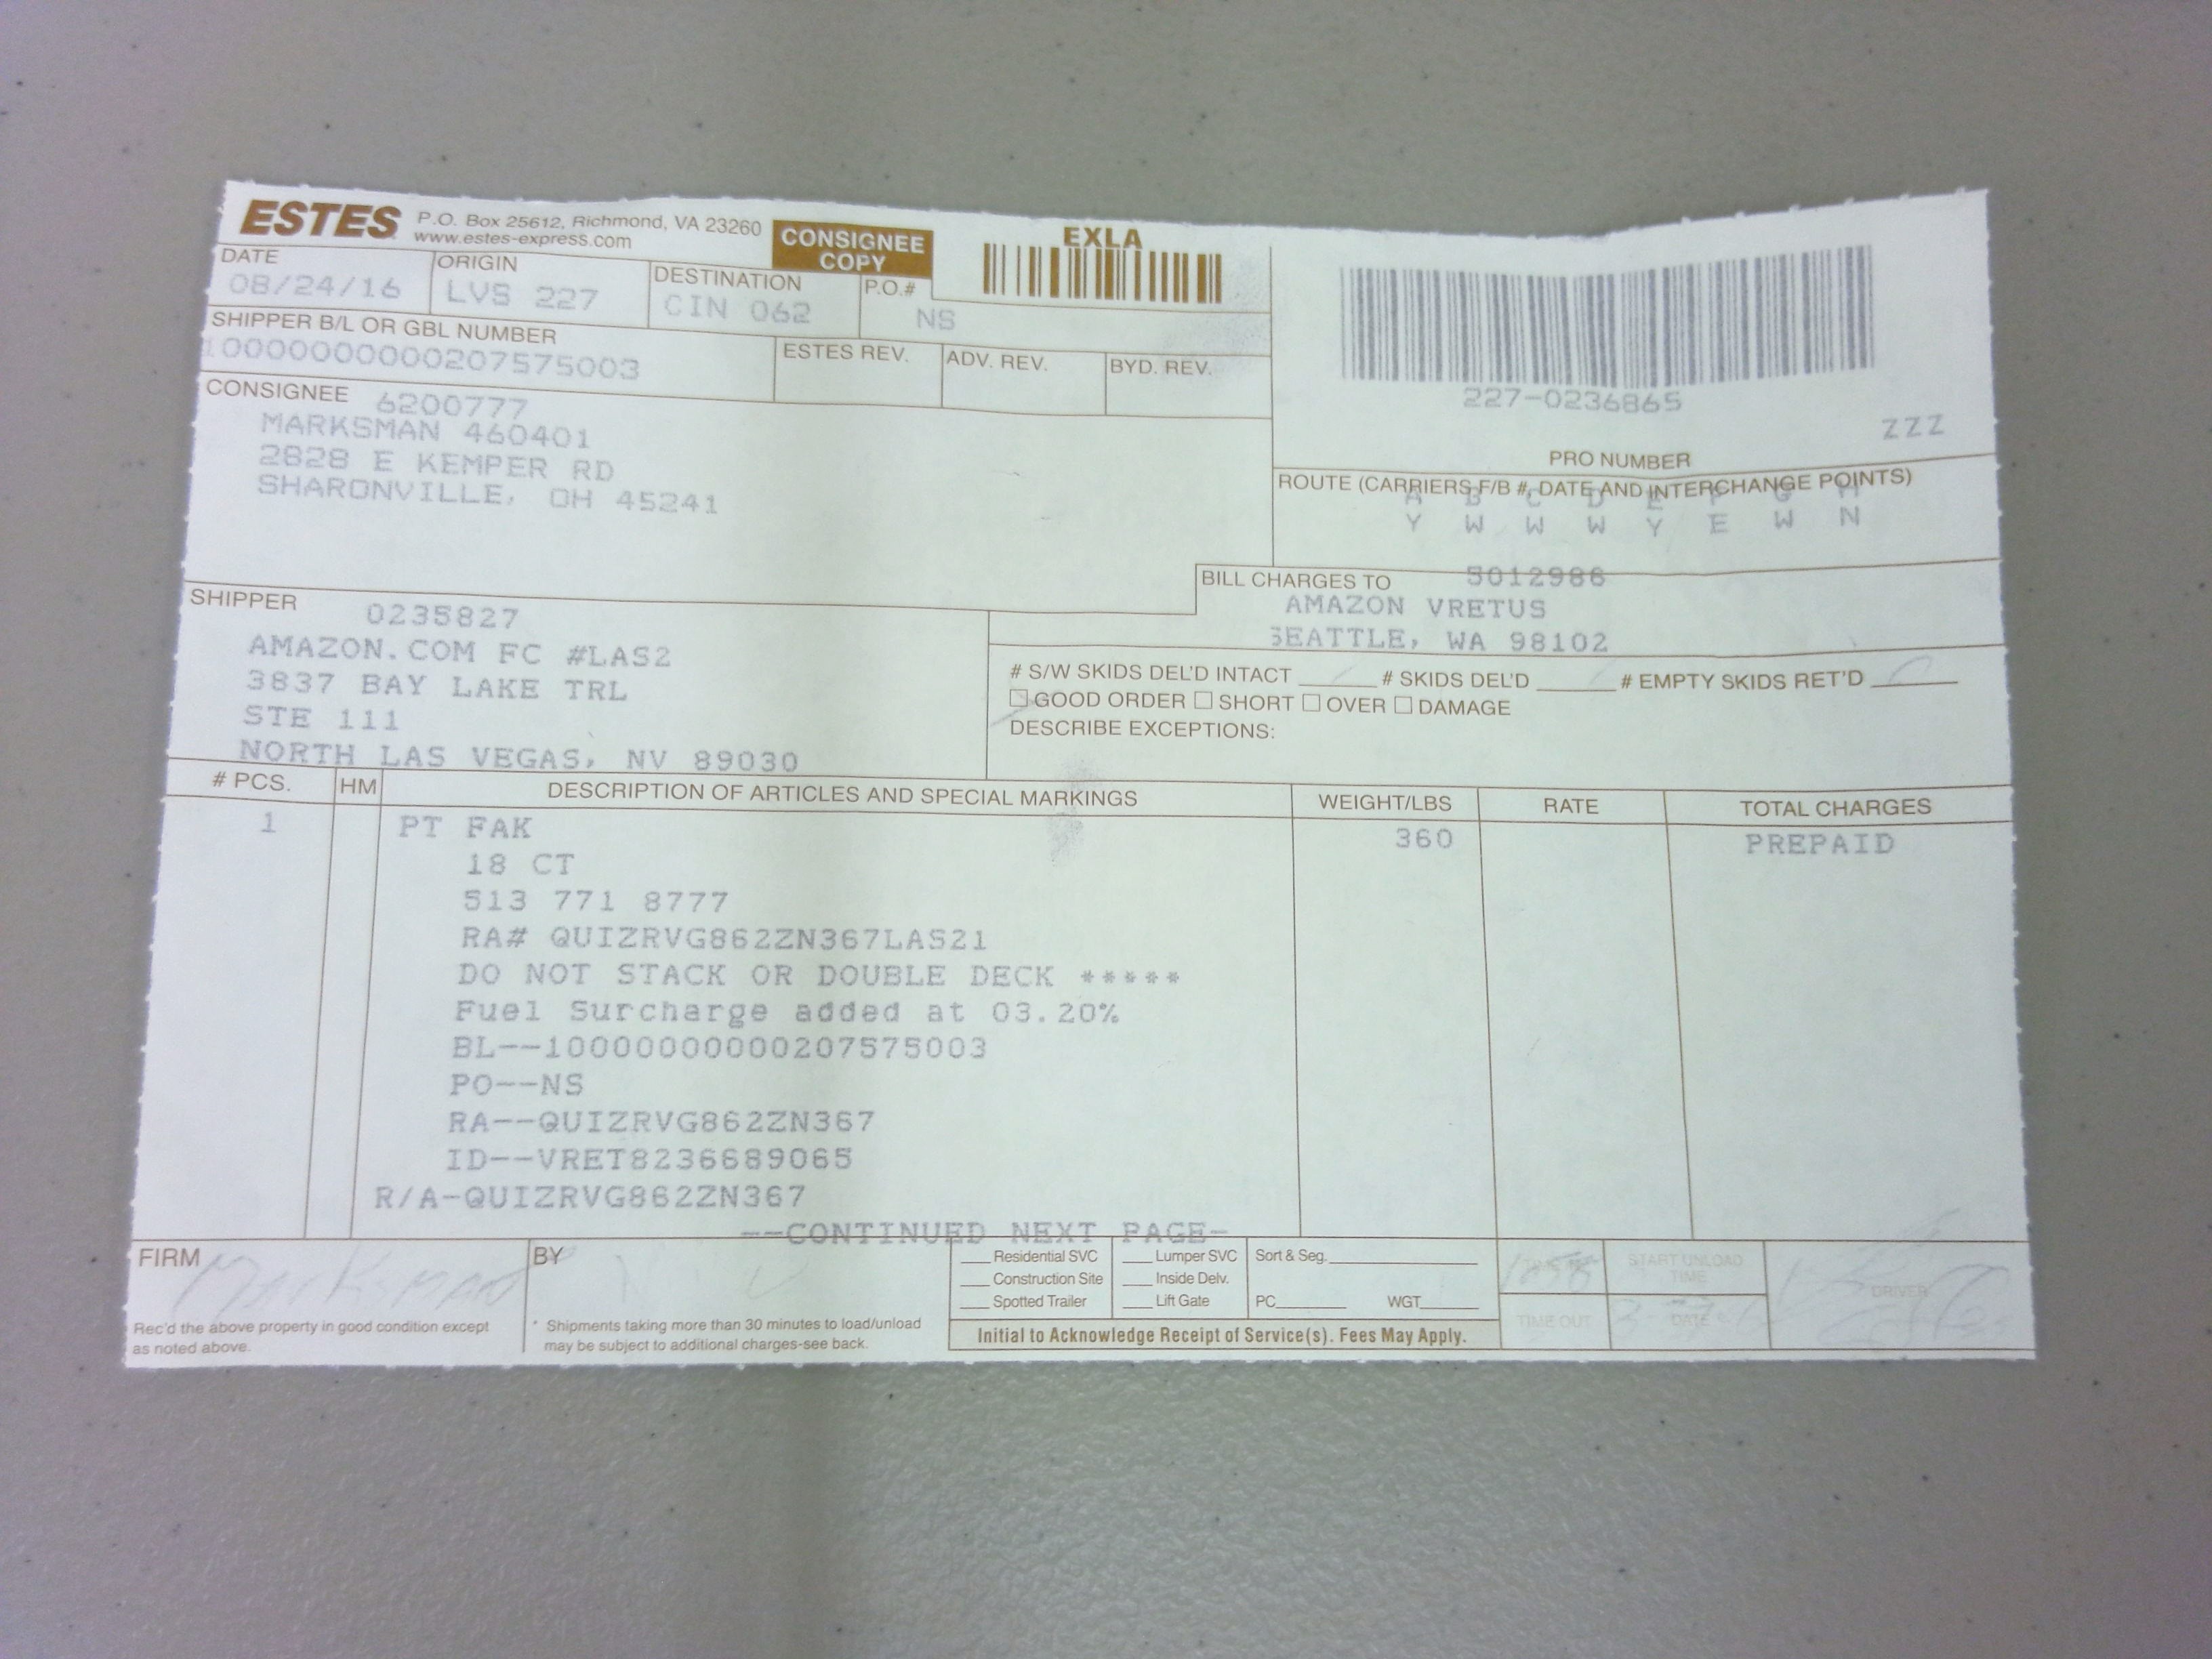 ESTES P.O. Box 25612, Richmond, VA 23260
www.estes-express.com
CONSIGNEE
COPY
EXLA
DATE ORIGIN DESTINATION P.O.#
08/24/16 LVS 227 CIN 062 NS
SHIPPER B/L OR GBL NUMBER
10000000000207575003
ESTES REV. ADV. REV. BYD. REV.
227-0236865
ZZZ
PRO NUMBER
CONSIGNEE 6200777
MARKSMAN 460401
2828 E KEMPER RD
SHARONVILLE, OH 45241
ROUTE (CARRIERS F/B #, DATE AND INTERCHANGE POINTS)
A B C D E F G H
Y W W W Y E W N
BILL CHARGES TO 5012986
AMAZON VRETUS
SEATTLE, WA 98102
SHIPPER 0235827
AMAZON.COM FC #LAS2
3837 BAY LAKE TRL
STE 111
NORTH LAS VEGAS, NV 89030
# S/W SKIDS DEL'D INTACT # SKIDS DEL'D # EMPTY SKIDS RET'D
GOOD ORDER SHORT OVER DAMAGE
DESCRIBE EXCEPTIONS:
# PCS. HM DESCRIPTION OF ARTICLES AND SPECIAL MARKINGS WEIGHT/LBS RATE TOTAL CHARGES
1 PT FAK 360 PREPAID
18 CT
513 771 8777
RA# QUIZRVG862ZN367LAS21
DO NOT STACK OR DOUBLE DECK *****
Fuel Surcharge added at 03.20%
BL--10000000000207575003
PO--NS
RA--QUIZRVG862ZN367
ID--VRET8236689065
R/A-QUIZRVG862ZN367
--CONTINUED NEXT PAGE-
FIRM Marksman
Rec'd the above property in good condition except
as noted above.
BY
* Shipments taking more than 30 minutes to load/unload
may be subject to additional charges-see back.
Residential SVC Lumper SVC Sort & Seg.
Construction Site Inside Delv.
Spotted Trailer Lift Gate PC WGT
Initial to Acknowledge Receipt of Service(s). Fees May Apply.
START UNLOAD
TIME
TIME OUT DATE
DRIVER